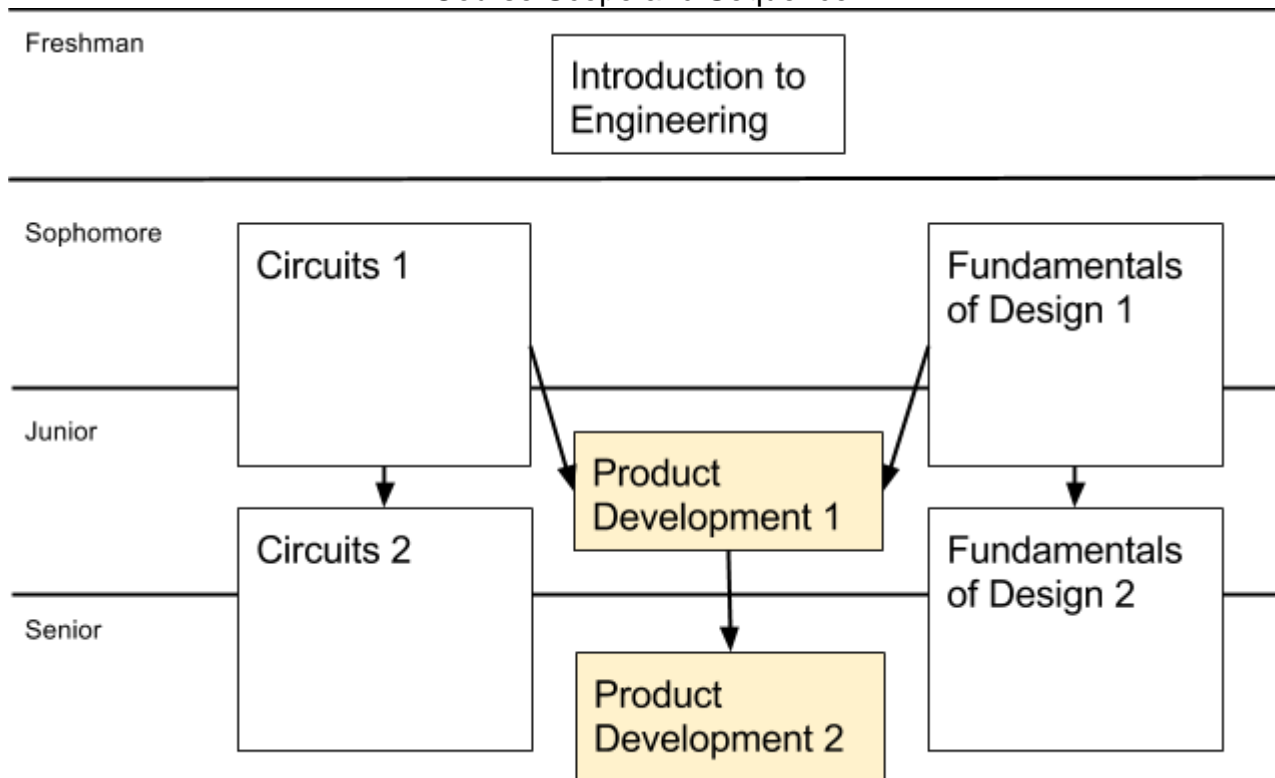 Freshman
Introduction to
Engineering
Sophomore
Circuits 1
Fundamentals
of Design 1
Junior
Product
Development 1
Circuits 2
Fundamentals
of Design 2
Senior
Product
Development 2